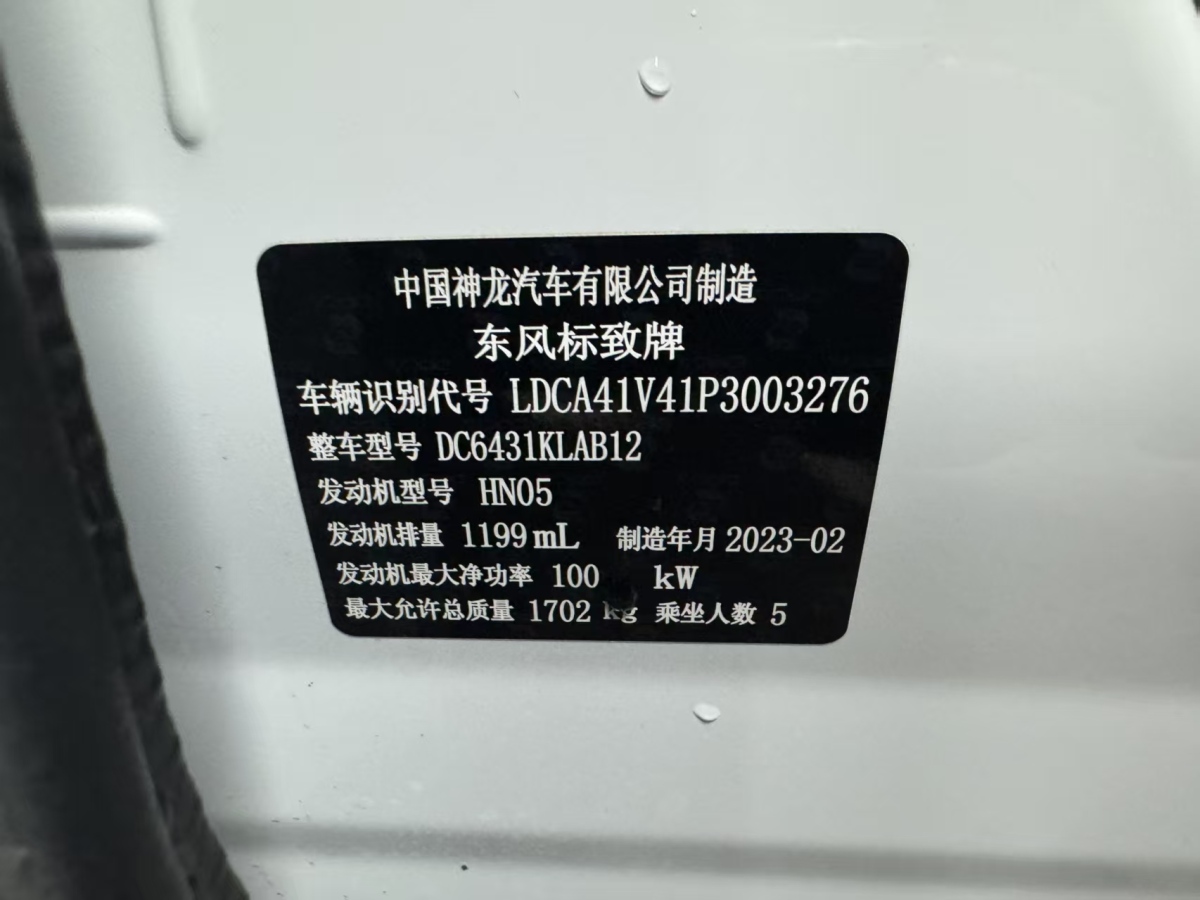 中国神龙汽车有限公司制造
东风标致牌
车辆识别代号 LDCA41V41P3003276
整车型号 DC6431KLAB12
发动机型号 HN05
发动机排量 1199mL 制造年月 2023-02
发动机最大净功率 100 kW
最大允许总质量 1702 kg 乘坐人数 5